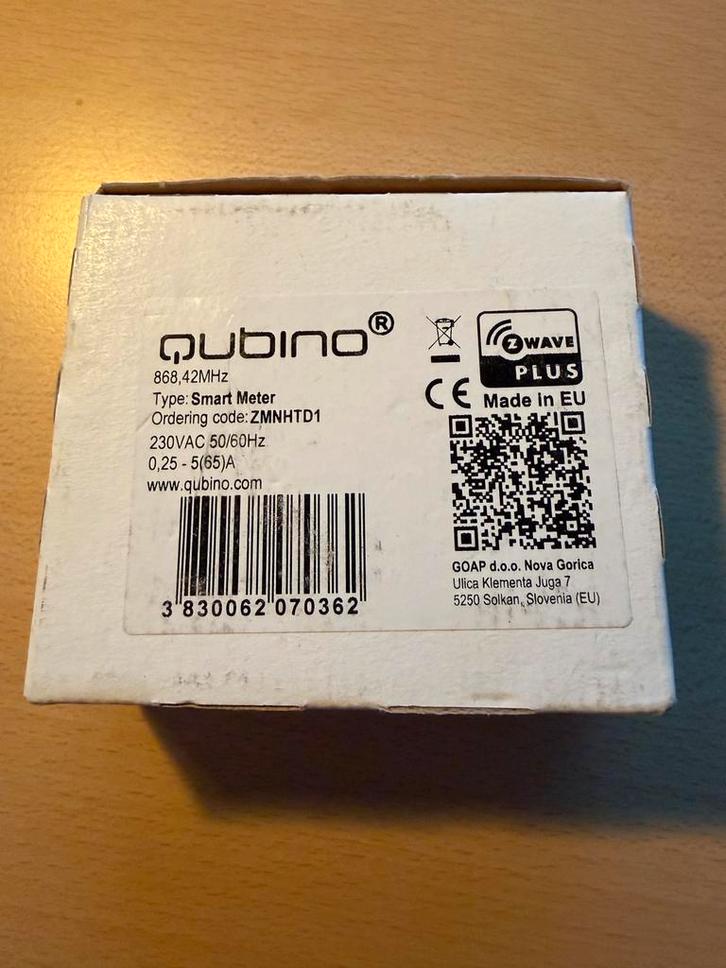 Qubino®
868,42MHz
Type: Smart Meter
Ordering code: ZMNHTD1
230VAC 50/60Hz
0,25 - 5(65)A
www.qubino.com
3 830062 070362
Z WAVE
PLUS
CE Made in EU
GOAP d.o.o. Nova Gorica
Ulica Klementa Juga 7
5250 Solkan, Slovenia (EU)